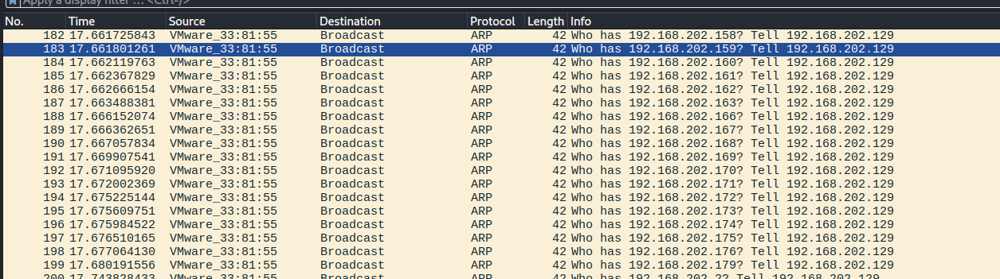 Apply a display filter ... <Ctrl-/>
No. Time Source Destination Protocol Length Info
182 17.661725843 VMware_33:81:55 Broadcast ARP 42 Who has 192.168.202.158? Tell 192.168.202.129
183 17.661801261 VMware_33:81:55 Broadcast ARP 42 Who has 192.168.202.159? Tell 192.168.202.129
184 17.662119763 VMware_33:81:55 Broadcast ARP 42 Who has 192.168.202.160? Tell 192.168.202.129
185 17.662367829 VMware_33:81:55 Broadcast ARP 42 Who has 192.168.202.161? Tell 192.168.202.129
186 17.662666154 VMware_33:81:55 Broadcast ARP 42 Who has 192.168.202.162? Tell 192.168.202.129
187 17.663488381 VMware_33:81:55 Broadcast ARP 42 Who has 192.168.202.163? Tell 192.168.202.129
188 17.666152074 VMware_33:81:55 Broadcast ARP 42 Who has 192.168.202.166? Tell 192.168.202.129
189 17.666362651 VMware_33:81:55 Broadcast ARP 42 Who has 192.168.202.167? Tell 192.168.202.129
190 17.667057834 VMware_33:81:55 Broadcast ARP 42 Who has 192.168.202.168? Tell 192.168.202.129
191 17.669907541 VMware_33:81:55 Broadcast ARP 42 Who has 192.168.202.169? Tell 192.168.202.129
192 17.671095920 VMware_33:81:55 Broadcast ARP 42 Who has 192.168.202.170? Tell 192.168.202.129
193 17.672002369 VMware_33:81:55 Broadcast ARP 42 Who has 192.168.202.171? Tell 192.168.202.129
194 17.675225144 VMware_33:81:55 Broadcast ARP 42 Who has 192.168.202.172? Tell 192.168.202.129
195 17.675609751 VMware_33:81:55 Broadcast ARP 42 Who has 192.168.202.173? Tell 192.168.202.129
196 17.675984522 VMware_33:81:55 Broadcast ARP 42 Who has 192.168.202.174? Tell 192.168.202.129
197 17.676510165 VMware_33:81:55 Broadcast ARP 42 Who has 192.168.202.175? Tell 192.168.202.129
198 17.677064130 VMware_33:81:55 Broadcast ARP 42 Who has 192.168.202.176? Tell 192.168.202.129
199 17.680191556 VMware_33:81:55 Broadcast ARP 42 Who has 192.168.202.179? Tell 192.168.202.129
200 17.743828433 VMware_33:81:55 Broadcast ARP 42 Who has 192.168.202.2? Tell 192.168.202.129